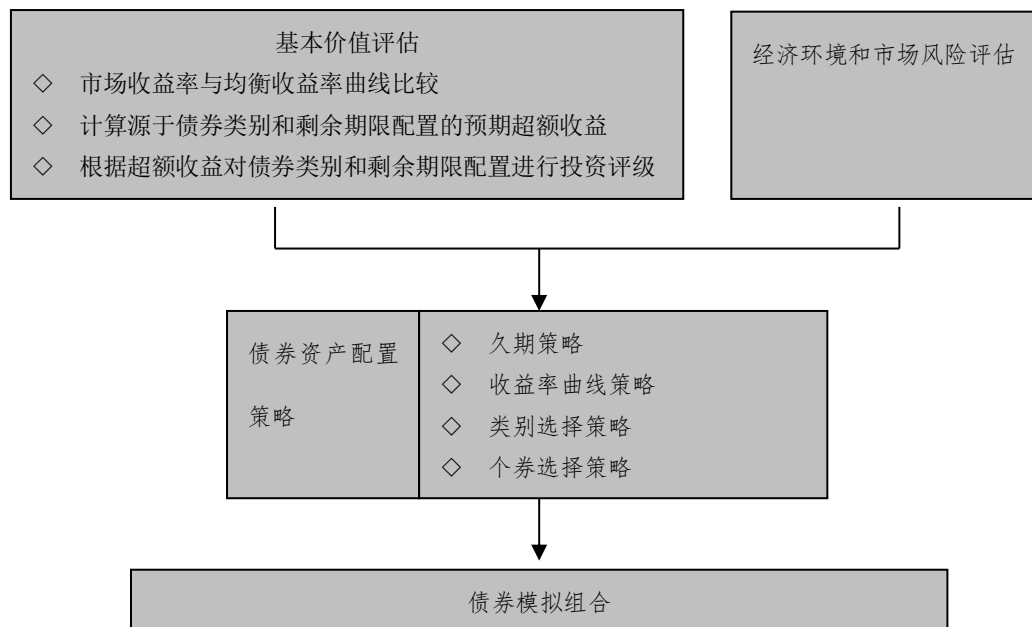 基本价值评估
◇ 市场收益率与均衡收益率曲线比较
◇ 计算源于债券类别和剩余期限配置的预期超额收益
◇ 根据超额收益对债券类别和剩余期限配置进行投资评级
经济环境和市场风险评估
债券资产配置
策略
◇ 久期策略
◇ 收益率曲线策略
◇ 类别选择策略
◇ 个券选择策略
债券模拟组合